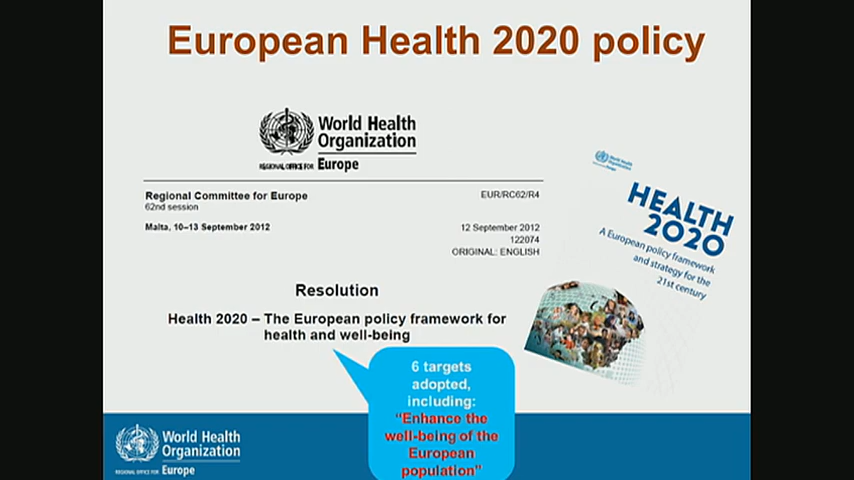 European Health 2020 policy
World Health
Organization
REGIONAL OFFICE FOR Europe
Regional Committee for Europe
EUR/RC62/R4
62nd session
Malta, 10–13 September 2012
12 September 2012
122074
ORIGINAL: ENGLISH
Resolution
Health 2020 – The European policy framework for
health and well-being
World Health
Organization
HEALTH
2020
A European policy framework
and strategy for the
21st century
6 targets
adopted,
including:
“Enhance the
well-being of the
European
population”
World Health
Organization
REGIONAL OFFICE FOR Europe